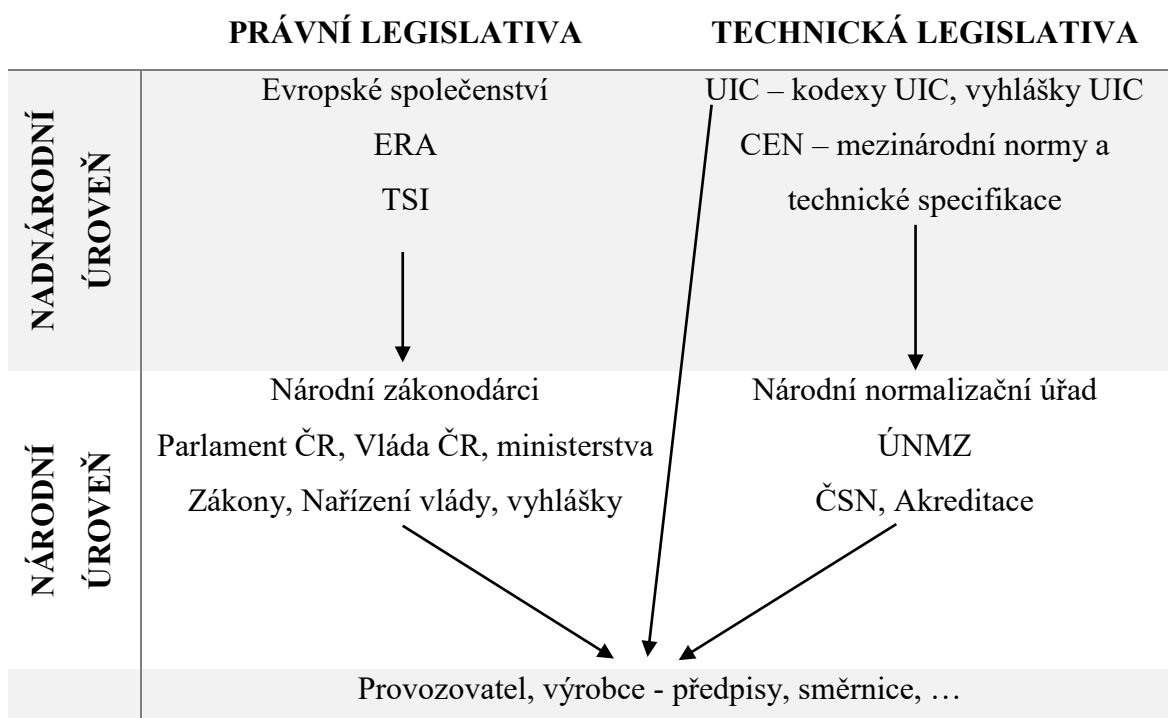 PRÁVNÍ LEGISLATIVA
TECHNICKÁ LEGISLATIVA
NADNÁRODNÍ
ÚROVEŇ
Evropské společenství
ERA
TSI
UIC – kodexy UIC, vyhlášky UIC
CEN – mezinárodní normy a
technické specifikace
NÁRODNÍ
ÚROVEŇ
Národní zákonodárci
Parlament ČR, Vláda ČR, ministerstva
Zákony, Nařízení vlády, vyhlášky
Národní normalizační úřad
ÚNMZ
ČSN, Akreditace
Provozovatel, výrobce - předpisy, směrnice, …